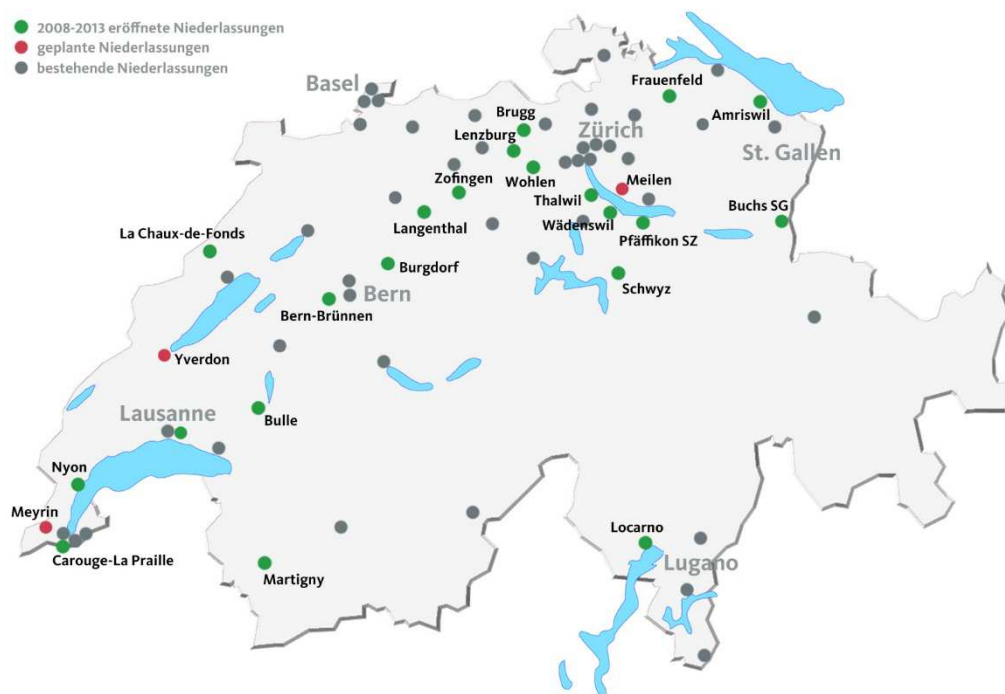 2008-2013 eröffnete Niederlassungen
geplante Niederlassungen
bestehende Niederlassungen
Basel
Frauenfeld
Amriswil
Brugg
Lenzburg
Zürich
St. Gallen
Wohlen
Zofingen
Meilen
Thalwil
Langenthal
Wädenswil
Buchs SG
Pfäffikon SZ
La Chaux-de-Fonds
Burgdorf
Schwyz
Bern
Bern-Brünnen
Yverdon
Lausanne
Bulle
Nyon
Meyrin
Locarno
Carouge-La Praille
Lugano
Martigny